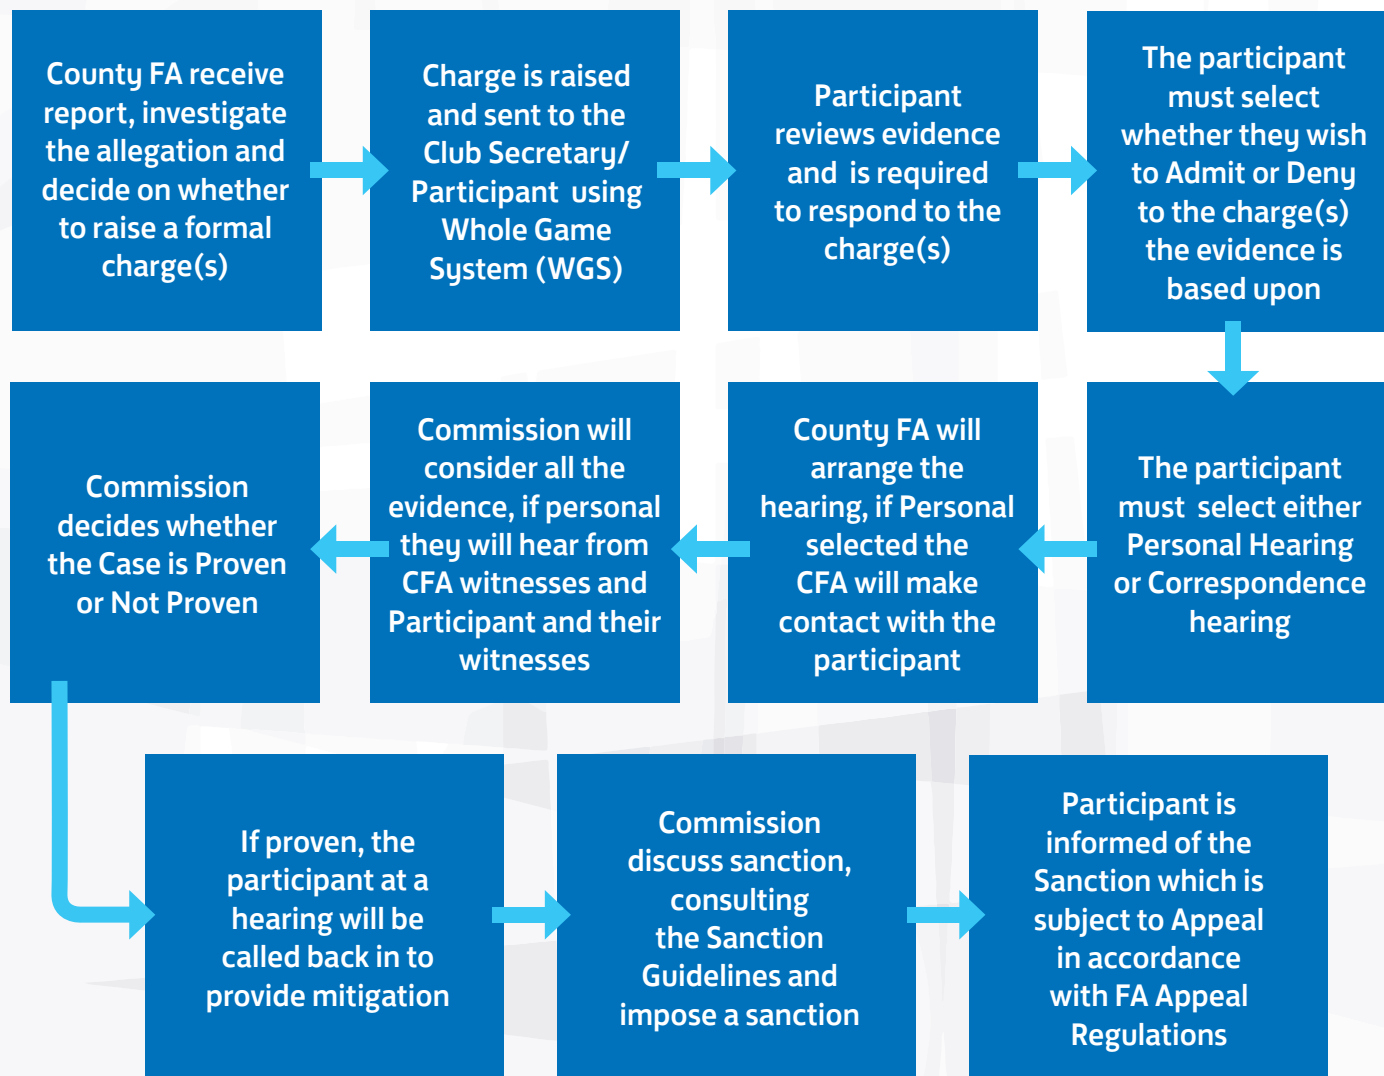 County FA receive
report, investigate
the allegation and
decide on whether
to raise a formal
charge(s)
Charge is raised
and sent to the
Club Secretary/
Participant using
Whole Game
System (WGS)
Participant
reviews evidence
and is required
to respond to the
charge(s)
The participant
must select
whether they wish
to Admit or Deny
to the charge(s)
the evidence is
based upon
The participant
must select either
Personal Hearing
or Correspondence
hearing
County FA will
arrange the
hearing, if Personal
selected the
CFA will make
contact with the
participant
Commission will
consider all the
evidence, if personal
they will hear from
CFA witnesses and
Participant and their
witnesses
Commission
decides whether
the Case is Proven
or Not Proven
If proven, the
participant at a
hearing will be
called back in to
provide mitigation
Commission
discuss sanction,
consulting
the Sanction
Guidelines and
impose a sanction
Participant is
informed of the
Sanction which is
subject to Appeal
in accordance
with FA Appeal
Regulations